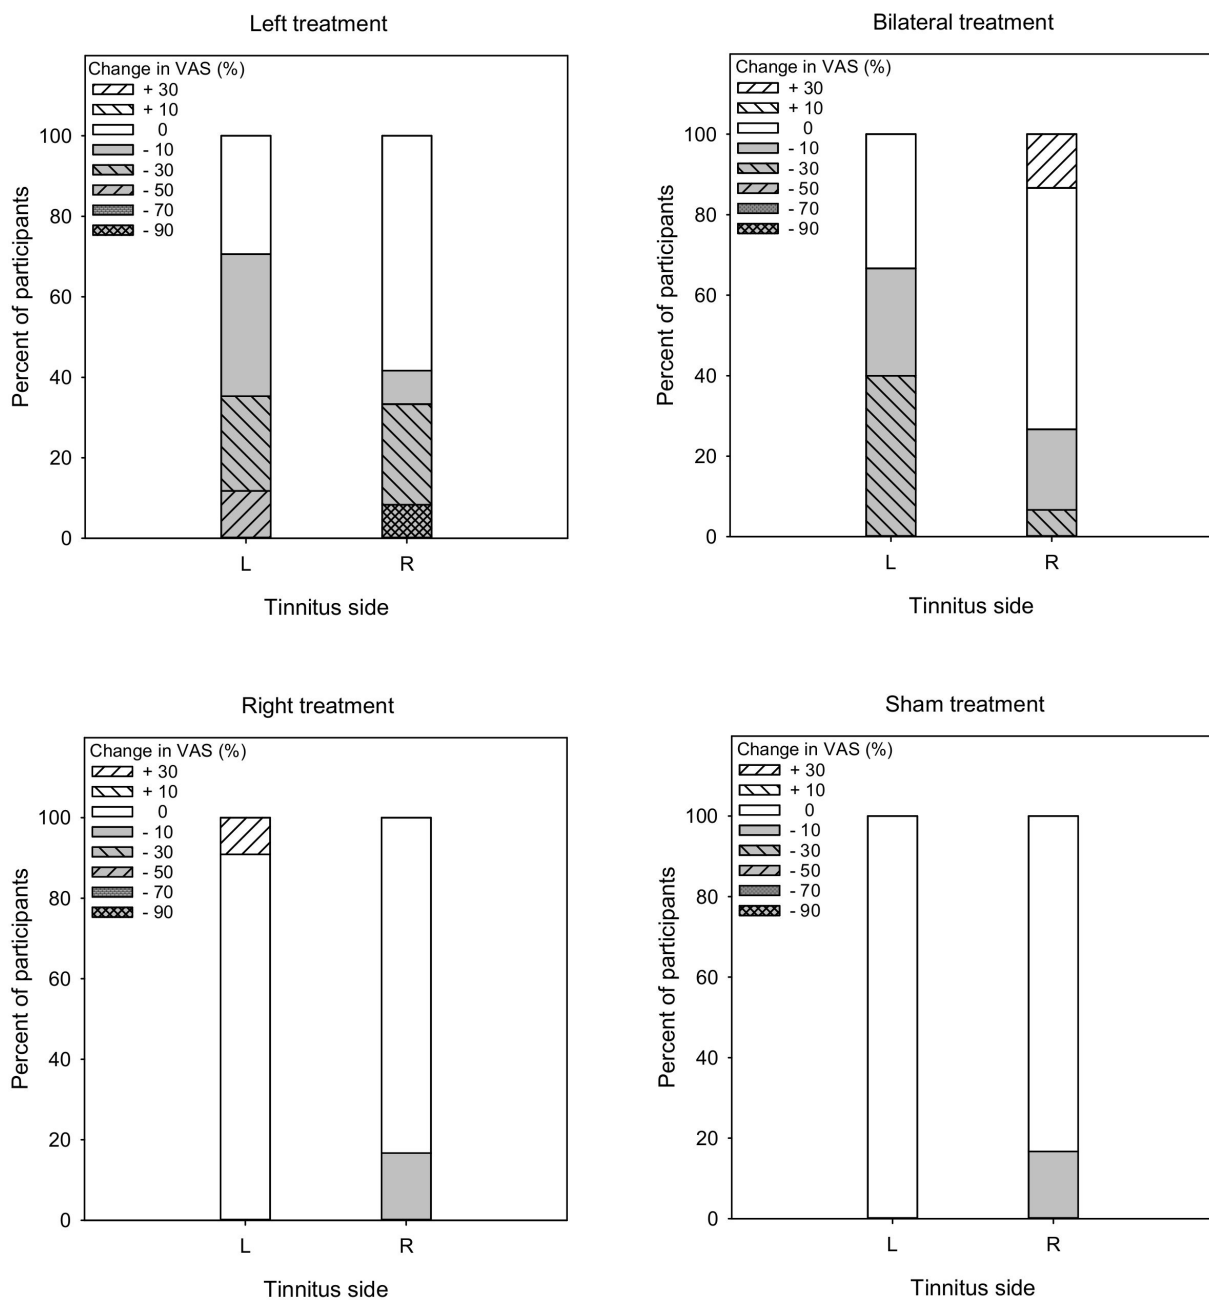 Left treatment
Change in VAS (%)
+ 30
+ 10
0
- 10
- 30
- 50
- 70
- 90
100
80
60
40
20
0
Percent of participants
L R
Tinnitus side
Bilateral treatment
Change in VAS (%)
+ 30
+ 10
0
- 10
- 30
- 50
- 70
- 90
100
80
60
40
20
0
Percent of participants
L R
Tinnitus side
Right treatment
Change in VAS (%)
+ 30
+ 10
0
- 10
- 30
- 50
- 70
- 90
100
80
60
40
20
0
Percent of participants
L R
Tinnitus side
Sham treatment
Change in VAS (%)
+ 30
+ 10
0
- 10
- 30
- 50
- 70
- 90
100
80
60
40
20
0
Percent of participants
L R
Tinnitus side